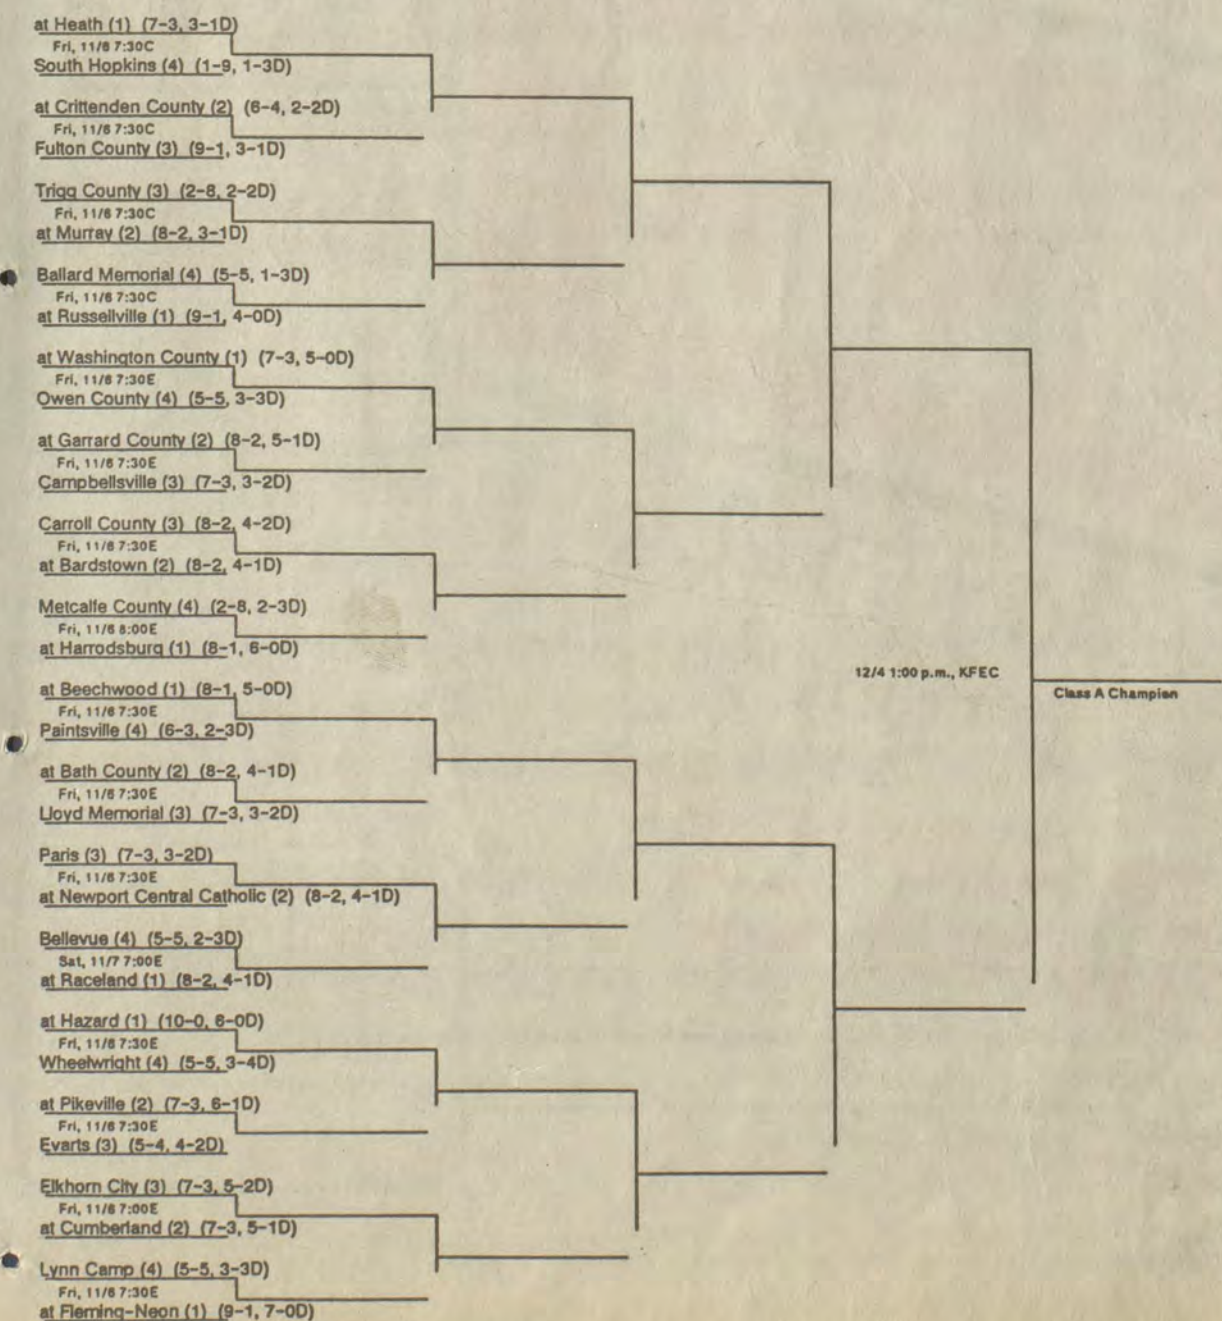 at Heath (1) (7-3, 3-1D)
Fri, 11/6 7:30C
South Hopkins (4) (1-9, 1-3D)
at Crittenden County (2) (6-4, 2-2D)
Fri, 11/6 7:30C
Fulton County (3) (9-1, 3-1D)
Trigg County (3) (2-8, 2-2D)
Fri, 11/6 7:30C
at Murray (2) (8-2, 3-1D)
Ballard Memorial (4) (5-5, 1-3D)
Fri, 11/6 7:30C
at Russellville (1) (9-1, 4-0D)
at Washington County (1) (7-3, 5-0D)
Fri, 11/6 7:30E
Owen County (4) (5-5, 3-3D)
at Garrard County (2) (8-2, 5-1D)
Fri, 11/6 7:30E
Campbellsville (3) (7-3, 3-2D)
Carroll County (3) (8-2, 4-2D)
Fri, 11/6 7:30E
at Bardstown (2) (8-2, 4-1D)
Metcalfe County (4) (2-8, 2-3D)
Fri, 11/6 8:00E
at Harrodsburg (1) (8-1, 6-0D)
12/4 1:00 p.m., KFEC
Class A Champion
at Beechwood (1) (8-1, 5-0D)
Fri, 11/6 7:30E
Paintsville (4) (6-3, 2-3D)
at Bath County (2) (8-2, 4-1D)
Fri, 11/6 7:30E
Lloyd Memorial (3) (7-3, 3-2D)
Paris (3) (7-3, 3-2D)
Fri, 11/6 7:30E
at Newport Central Catholic (2) (8-2, 4-1D)
Bellevue (4) (5-5, 2-3D)
Sat, 11/7 7:00E
at Raceland (1) (8-2, 4-1D)
at Hazard (1) (10-0, 6-0D)
Fri, 11/6 7:30E
Wheelwright (4) (5-5, 3-4D)
at Pikeville (2) (7-3, 6-1D)
Fri, 11/6 7:30E
Evarts (3) (5-4, 4-2D)
Elkhorn City (3) (7-3, 5-2D)
Fri, 11/6 7:00E
at Cumberland (2) (7-3, 5-1D)
Lynn Camp (4) (5-5, 3-3D)
Fri, 11/6 7:30E
at Fleming-Neon (1) (9-1, 7-0D)